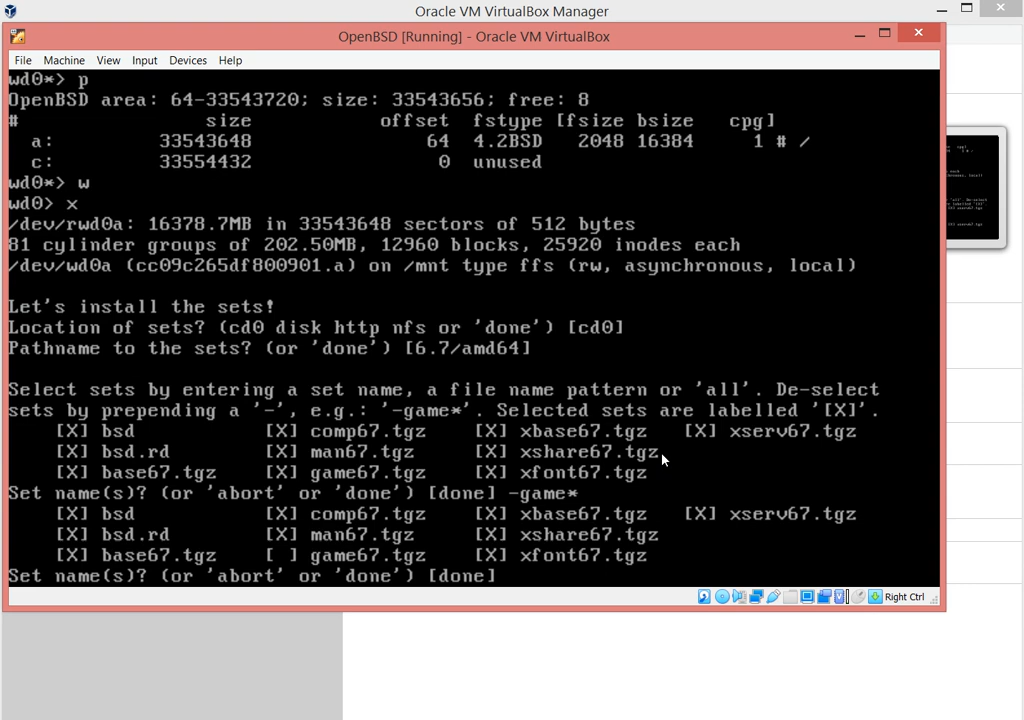 Oracle VM VirtualBox Manager
OpenBSD [Running] - Oracle VM VirtualBox
File Machine View Input Devices Help
wd0*> p
OpenBSD area: 64-33543720; size: 33543656; free: 8
# size offset fstype [fsize bsize cpg]
a: 33543648 64 4.2BSD 2048 16384 1 # /
c: 33554432 0 unused
wd0*> w
wd0> x
/dev/rwd0a: 16378.7MB in 33543648 sectors of 512 bytes
81 cylinder groups of 202.50MB, 12960 blocks, 25920 inodes each
/dev/wd0a (cc09c265df800901.a) on /mnt type ffs (rw, asynchronous, local)
Let's install the sets!
Location of sets? (cd0 disk http nfs or 'done') [cd0]
Pathname to the sets? (or 'done') [6.7/amd64]
Select sets by entering a set name, a file name pattern or 'all'. De-select
sets by prepending a '-', e.g.: '-game*'. Selected sets are labelled '[X]'.
[X] bsd [X] comp67.tgz [X] xbase67.tgz [X] xserv67.tgz
[X] bsd.rd [X] man67.tgz [X] xshare67.tgz
[X] base67.tgz [X] game67.tgz [X] xfont67.tgz
Set name(s)? (or 'abort' or 'done') [done] -game*
[X] bsd [X] comp67.tgz [X] xbase67.tgz [X] xserv67.tgz
[X] bsd.rd [X] man67.tgz [X] xshare67.tgz
[X] base67.tgz [ ] game67.tgz [X] xfont67.tgz
Set name(s)? (or 'abort' or 'done') [done]
Right Ctrl